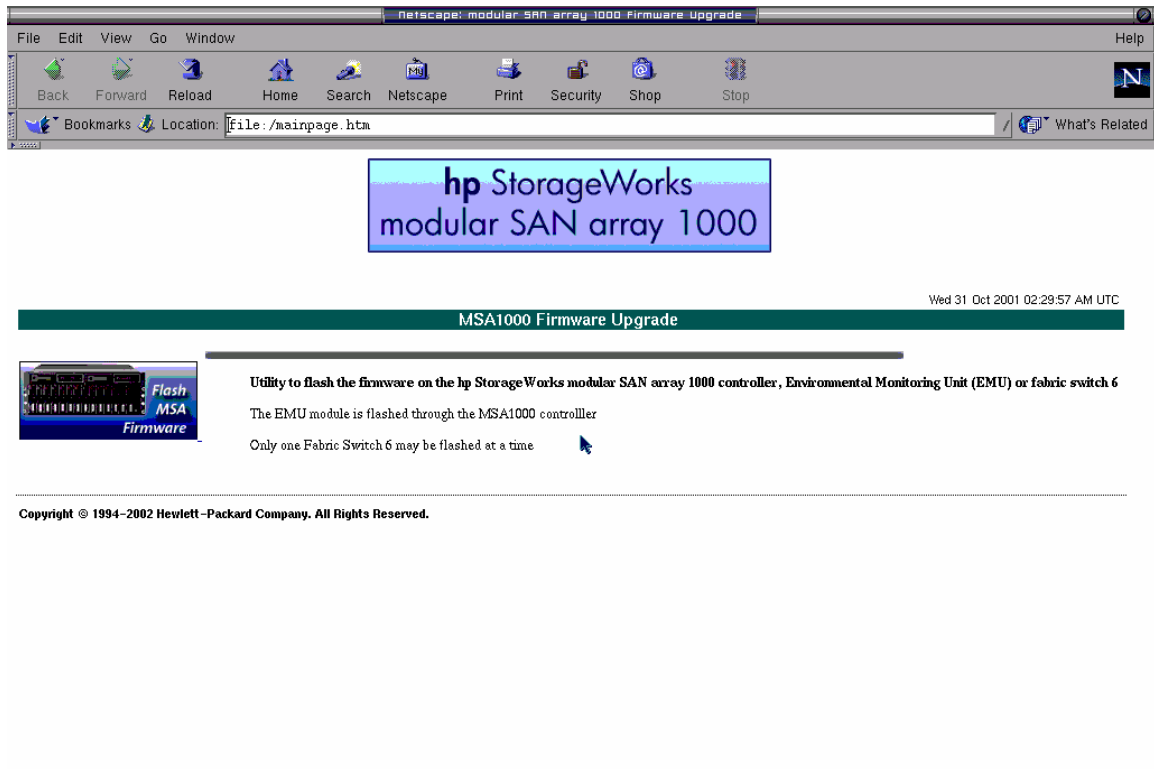 Netscape: modular SAN array 1000 Firmware Upgrade
File Edit View Go Window Help
My
Back Forward Reload Home Search Netscape Print Security Shop Stop
N
Bookmarks Location: file:/mainpage.htm What's Related
hp StorageWorks
modular SAN array 1000
Wed 31 Oct 2001 02:29:57 AM UTC
MSA1000 Firmware Upgrade
Flash
MSA
Firmware
Utility to flash the firmware on the hp StorageWorks modular SAN array 1000 controller, Environmental Monitoring Unit (EMU) or fabric switch 6
The EMU module is flashed through the MSA1000 controlller
Only one Fabric Switch 6 may be flashed at a time
Copyright © 1994-2002 Hewlett-Packard Company. All Rights Reserved.